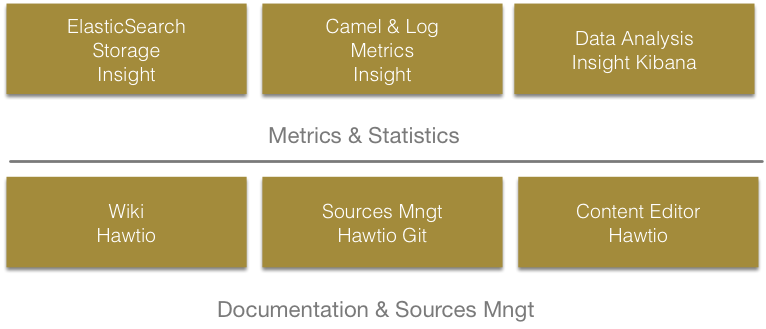 ElasticSearch
Storage
Insight
Camel & Log
Metrics
Insight
Data Analysis
Insight Kibana
Metrics & Statistics
Wiki
Hawtio
Sources Mngt
Hawtio Git
Content Editor
Hawtio
Documentation & Sources Mngt